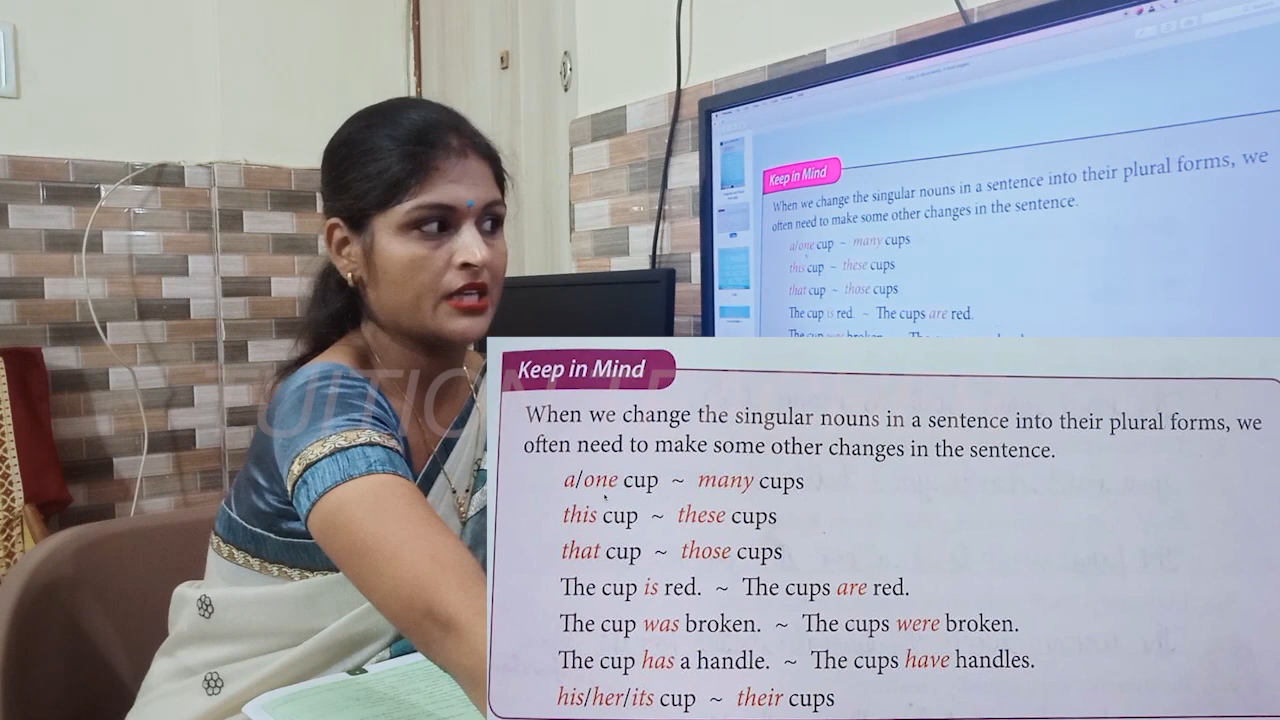 Keep in Mind
When we change the singular nouns in a sentence into their plural forms, we
often need to make some other changes in the sentence.
a/one cup ~ many cups
this cup ~ these cups
that cup ~ those cups
The cup is red. ~ The cups are red.
TUITION
Keep in Mind
When we change the singular nouns in a sentence into their plural forms, we
often need to make some other changes in the sentence.
a/one cup ~ many cups
this cup ~ these cups
that cup ~ those cups
The cup is red. ~ The cups are red.
The cup was broken. ~ The cups were broken.
The cup has a handle. ~ The cups have handles.
his/her/its cup ~ their cups